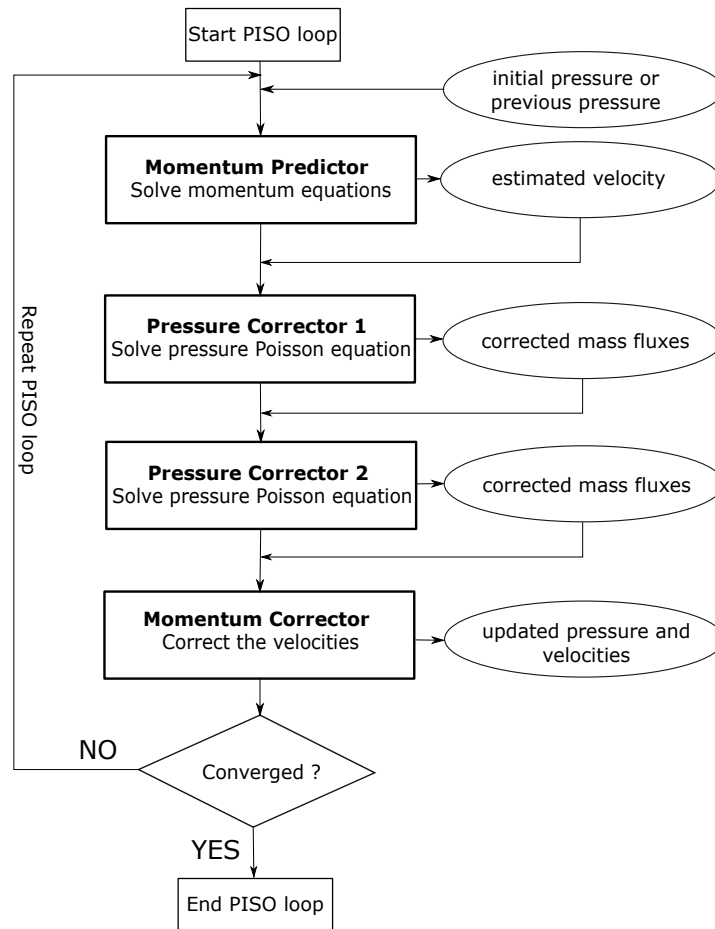 Start PISO loop
initial pressure or
previous pressure
Momentum Predictor
Solve momentum equations
estimated velocity
Pressure Corrector 1
Solve pressure Poisson equation
corrected mass fluxes
Repeat PISO loop
Pressure Corrector 2
Solve pressure Poisson equation
corrected mass fluxes
Momentum Corrector
Correct the velocities
updated pressure and
velocities
NO
Converged ?
YES
End PISO loop